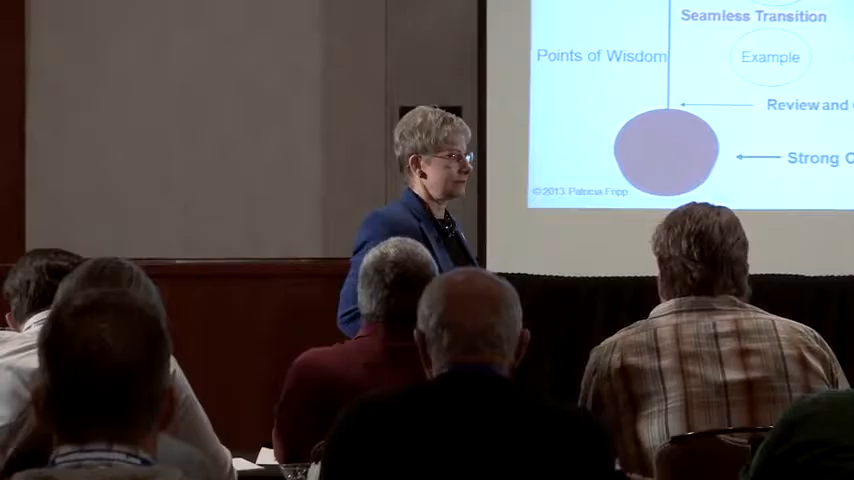 Seamless Transition
Points of Wisdom
Example
Review and
Strong
© 2013 Patricia Fripp